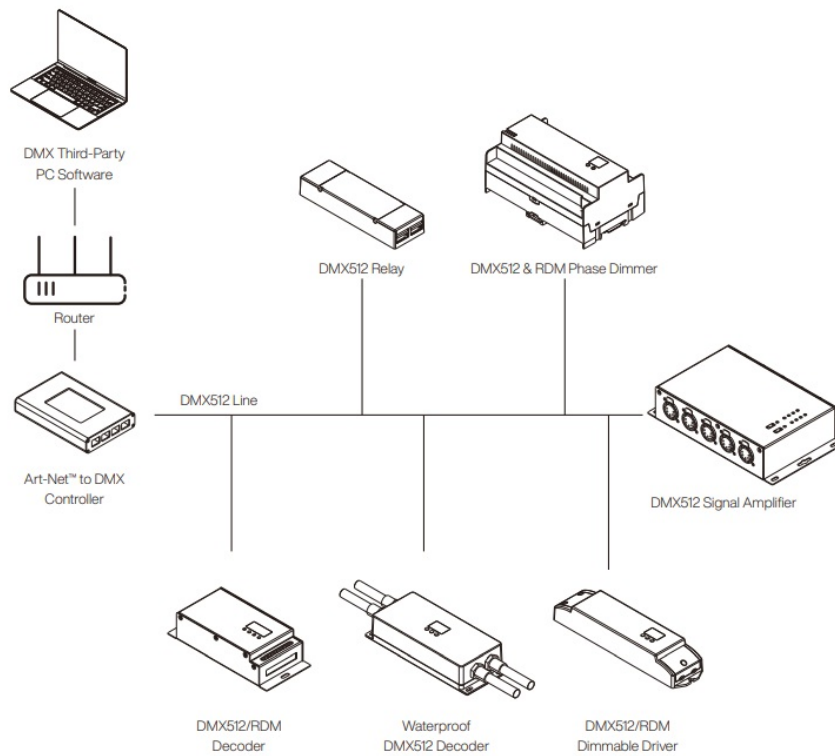 DMX Third-Party
PC Software
DMX512 Relay
DMX512 & RDM Phase Dimmer
Router
DMX512 Line
Art-Net™ to DMX
Controller
DMX512 Signal Amplifier
DMX512/RDM
Decoder
Waterproof
DMX512 Decoder
DMX512/RDM
Dimmable Driver